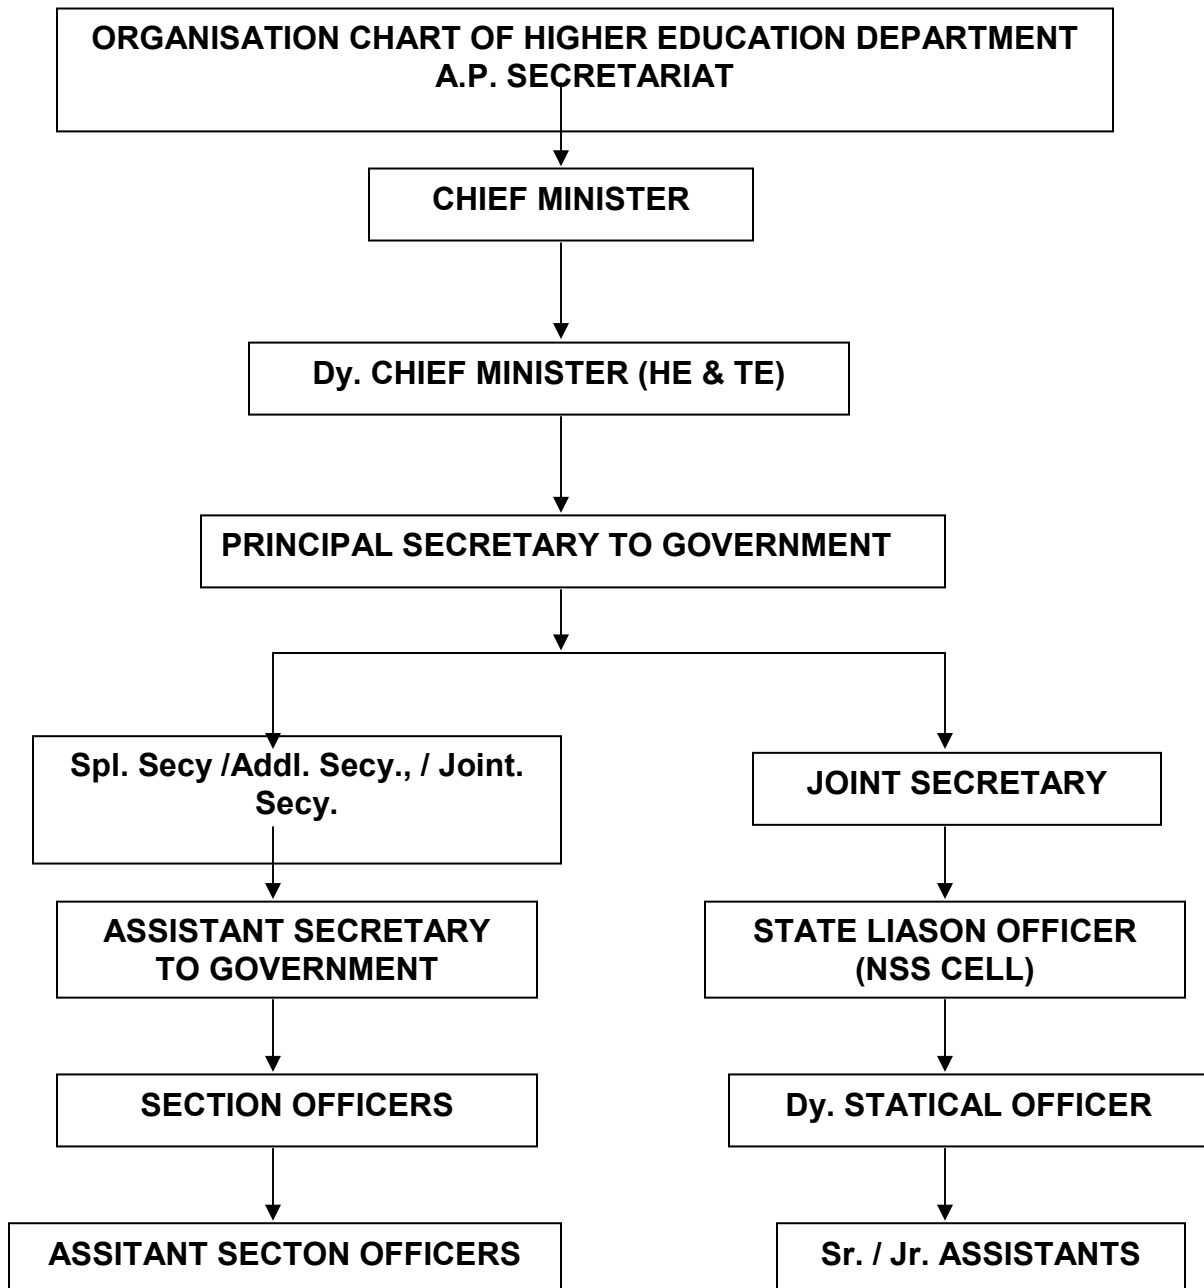 ORGANISATION CHART OF HIGHER EDUCATION DEPARTMENT
A.P. SECRETARIAT
CHIEF MINISTER
Dy. CHIEF MINISTER (HE & TE)
PRINCIPAL SECRETARY TO GOVERNMENT
Spl. Secy /Addl. Secy., / Joint.
Secy.
JOINT SECRETARY
ASSISTANT SECRETARY
TO GOVERNMENT
STATE LIASON OFFICER
(NSS CELL)
SECTION OFFICERS
Dy. STATICAL OFFICER
ASSITANT SECTON OFFICERS
Sr. / Jr. ASSISTANTS